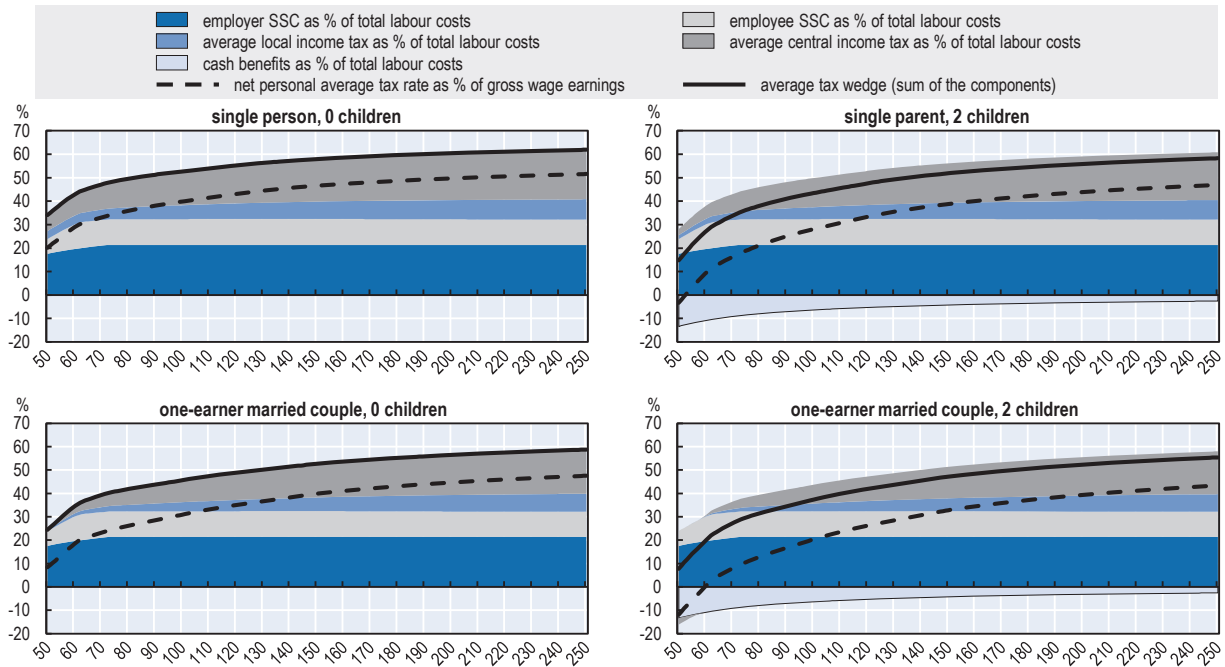 employer SSC as % of total labour costs
employee SSC as % of total labour costs
average local income tax as % of total labour costs
average central income tax as % of total labour costs
cash benefits as % of total labour costs
net personal average tax rate as % of gross wage earnings
average tax wedge (sum of the components)
%
single person, 0 children
70
60
50
40
30
20
10
0
-10
-20
50 60 70 80 90 100 110 120 130 140 150 160 170 180 190 200 210 220 230 240 250
%
single parent, 2 children
70
60
50
40
30
20
10
0
-10
-20
50 60 70 80 90 100 110 120 130 140 150 160 170 180 190 200 210 220 230 240 250
%
one-earner married couple, 0 children
70
60
50
40
30
20
10
0
-10
-20
50 60 70 80 90 100 110 120 130 140 150 160 170 180 190 200 210 220 230 240 250
%
one-earner married couple, 2 children
70
60
50
40
30
20
10
0
-10
-20
50 60 70 80 90 100 110 120 130 140 150 160 170 180 190 200 210 220 230 240 250